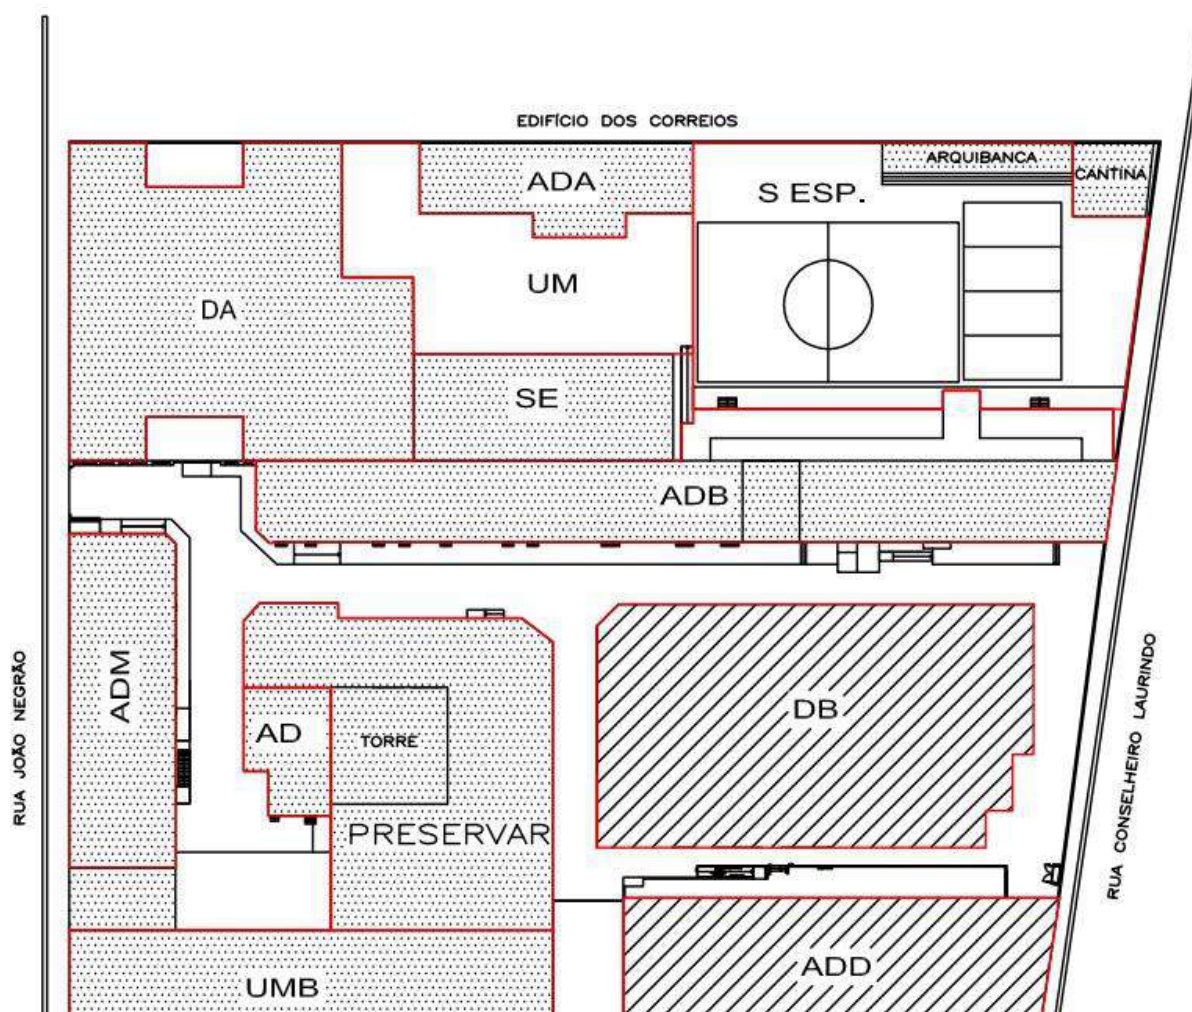 EDIFÍCIO DOS CORREIOS
ARQUIBANCA
CANTINA
ADA
S ESP.
UM
DA
SE
ADB
RUA JOÃO NEGRÃO
ADM
AD
TORRE
PRESERVAR
DB
RUA CONSELHEIRO LAURINDO
ADD
UMB